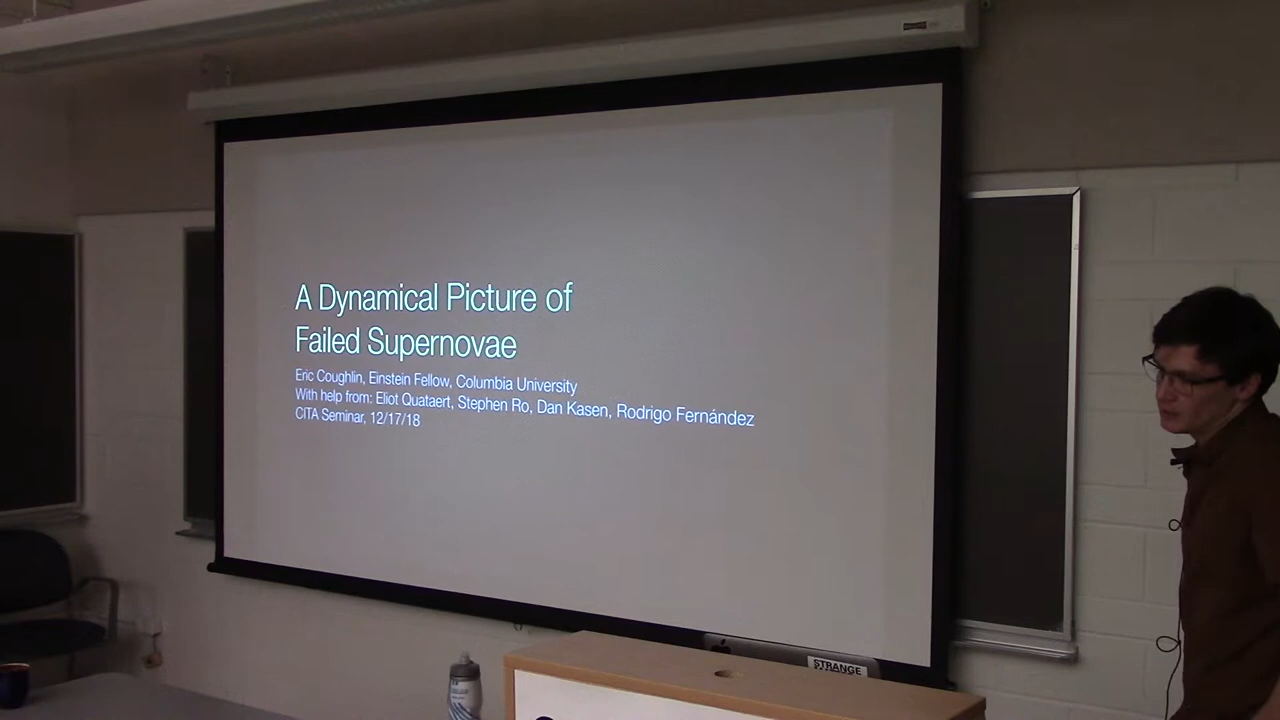 A Dynamical Picture of
Failed Supernovae
Eric Coughlin, Einstein Fellow, Columbia University
With help from: Eliot Quataert, Stephen Ro, Dan Kasen, Rodrigo Fernández
CITA Seminar, 12/17/18
STRANGE